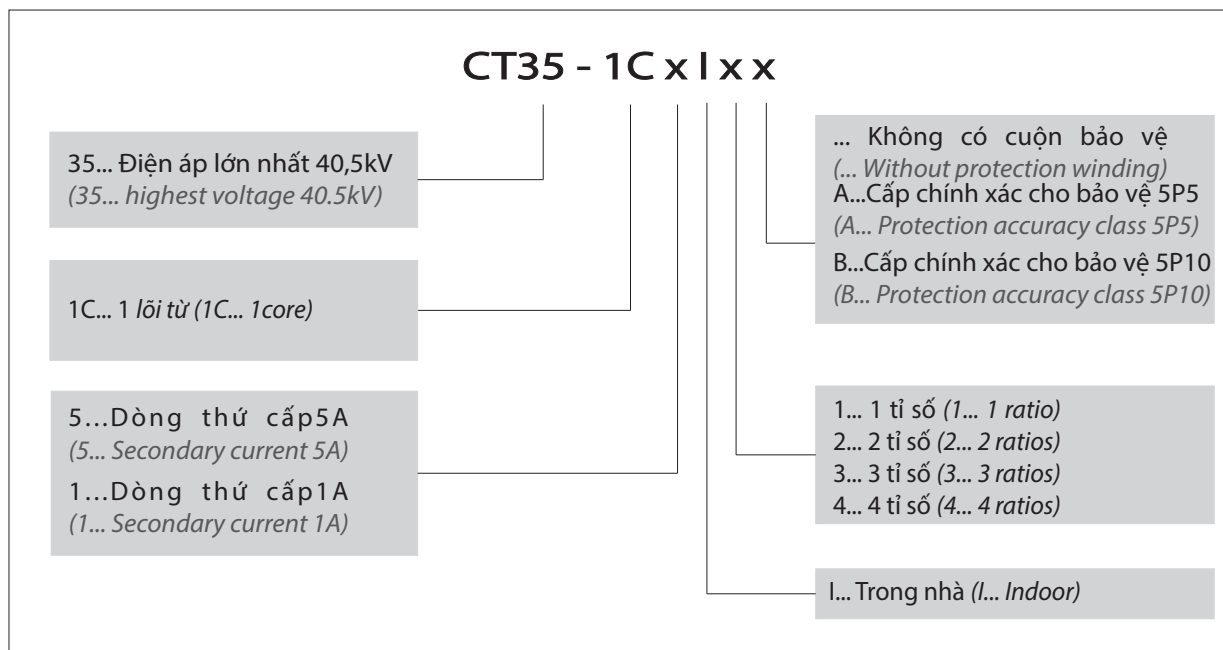 CT35 - 1C x I x x
35... Điện áp lớn nhất 40,5kV
(35... highest voltage 40.5kV)
1C... 1 lõi từ (1C... 1core)
5...Dòng thứ cấp5A
(5... Secondary current 5A)
1...Dòng thứ cấp1A
(1... Secondary current 1A)
... Không có cuộn bảo vệ
(... Without protection winding)
A...Cấp chính xác cho bảo vệ 5P5
(A... Protection accuracy class 5P5)
B...Cấp chính xác cho bảo vệ 5P10
(B... Protection accuracy class 5P10)
1... 1 tỉ số (1... 1 ratio)
2... 2 tỉ số (2... 2 ratios)
3... 3 tỉ số (3... 3 ratios)
4... 4 tỉ số (4... 4 ratios)
I... Trong nhà (I... Indoor)